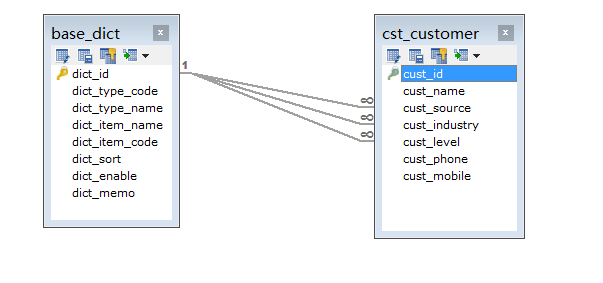 base_dict
dict_id
dict_type_code
dict_type_name
dict_item_name
dict_item_code
dict_sort
dict_enable
dict_memo
1
∞
∞
∞
cst_customer
cust_id
cust_name
cust_source
cust_industry
cust_level
cust_phone
cust_mobile